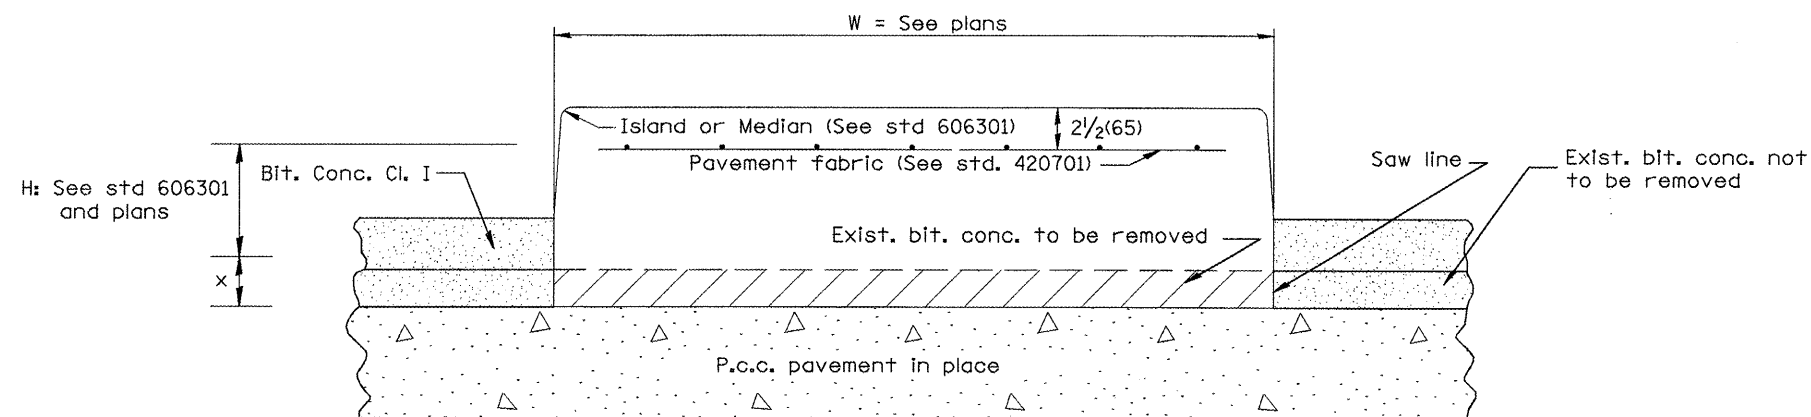 W = See plans
Island or Median (See std 606301)
2½(65)
Pavement fabric (See std. 420701)
Saw line
Exist. bit. conc. not
to be removed
H: See std 606301
and plans
Bit. Conc. Cl. I
Exist. bit. conc. to be removed
x
P.c.c. pavement in place